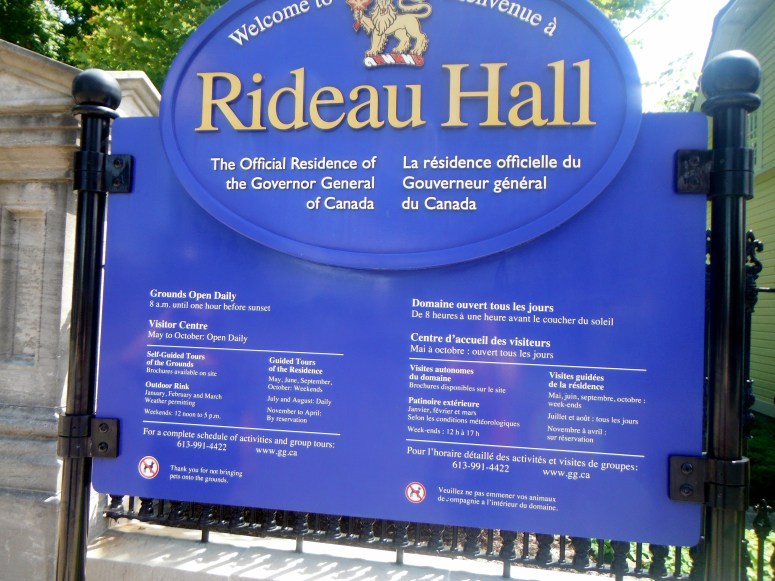 Welcome to
Bienvenue à
Rideau Hall
The Official Residence of
the Governor General
of Canada
La résidence officielle du
Gouverneur général
du Canada
Grounds Open Daily
8 a.m. until one hour before sunset
Visitor Centre
May to October: Open Daily
Self-Guided Tours
of the Grounds
Brochures available on site
Outdoor Rink
January, February and March
Weather permitting
Weekends: 12 noon to 5 p.m.
Guided Tours
of the Residence
May, June, September,
October: Weekends
July and August: Daily
November to April:
By reservation
For a complete schedule of activities and group tours:
613-991-4422 www.gg.ca
Thank you for not bringing
pets onto the grounds.
Domaine ouvert tous les jours
De 8 heures à une heure avant le coucher du soleil
Centre d'accueil des visiteurs
Mai à octobre : ouvert tous les jours
Visites autonomes
du domaine
Brochures disponibles sur le site
Patinoire extérieure
Janvier, février et mars
Selon les conditions météorologiques
Week-ends : 12 h à 17 h
Visites guidées
de la résidence
Mai, juin, septembre, octobre :
week-ends
Juillet et août : tous les jours
Novembre à avril :
sur réservation
Pour l'horaire détaillé des activités et visites de groupes:
613-991-4422 www.gg.ca
Veuillez ne pas emmener vos animaux
de compagnie à l'intérieur du domaine.